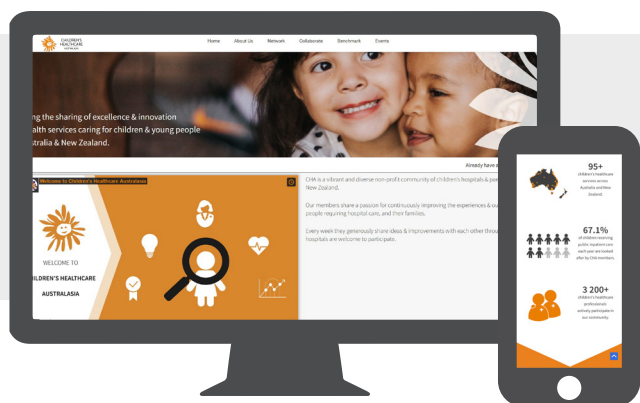 CHILDREN'S
HEALTHCARE
AUSTRALASIA
Home About Us Network Collaborate Benchmark Events
ng the sharing of excellence & innovation
alth services caring for children & young people
stralia & New Zealand.
Already have a
Welcome to Children's Healthcare Australasia
WELCOME TO
HILDREN'S HEALTHCARE
AUSTRALASIA
CHA is a vibrant and diverse non-profit community of children's hospitals & pae
New Zealand.
Our members share a passion for continuously improving the experiences & ou
people requiring hospital care, and their families.
Every week they generously share ideas & improvements with each other throu
hospitals are welcome to participate.
95+
children's healthcare
services across
Australia and New
Zealand.
67.1%
of children receiving
public inpatient care
each year are looked
after by CHA members.
3 200+
children's healthcare
professionals
actively participate in
our community.